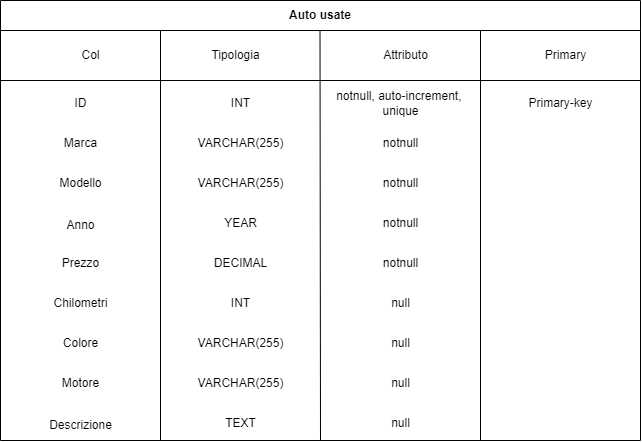 Auto usate
Col Tipologia Attributo Primary
ID INT notnull, auto-increment, unique Primary-key
Marca VARCHAR(255) notnull
Modello VARCHAR(255) notnull
Anno YEAR notnull
Prezzo DECIMAL notnull
Chilometri INT null
Colore VARCHAR(255) null
Motore VARCHAR(255) null
Descrizione TEXT null